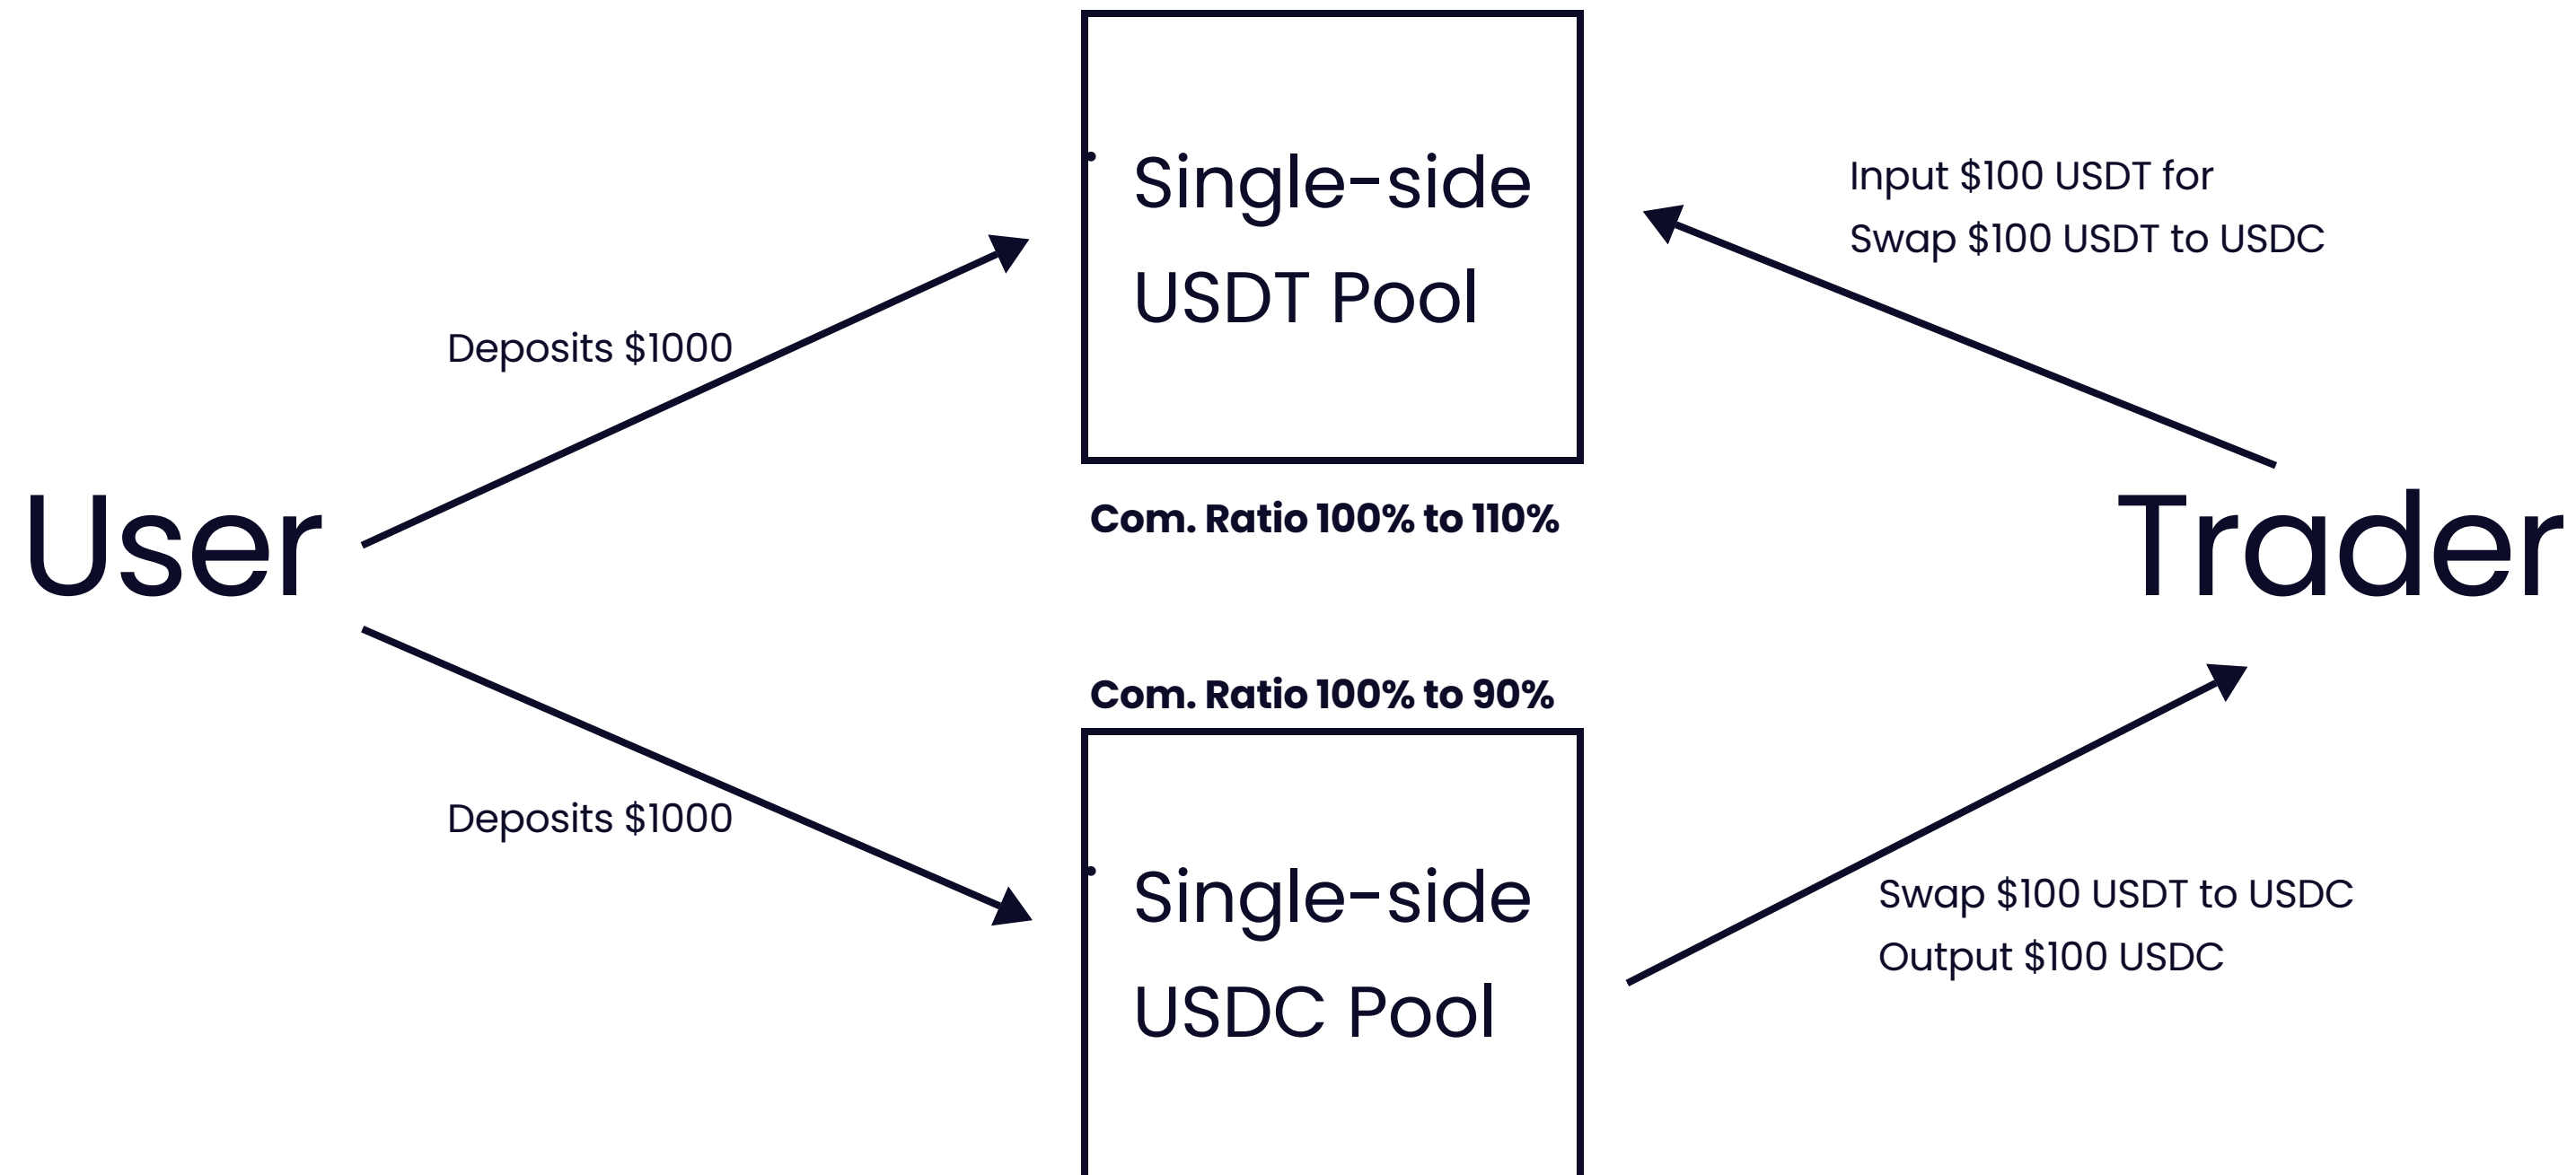 Single-side
USDT Pool
Input $100 USDT for
Swap $100 USDT to USDC
Deposits $1000
User
Com. Ratio 100% to 110%
Trader
Com. Ratio 100% to 90%
Deposits $1000
Single-side
USDC Pool
Swap $100 USDT to USDC
Output $100 USDC